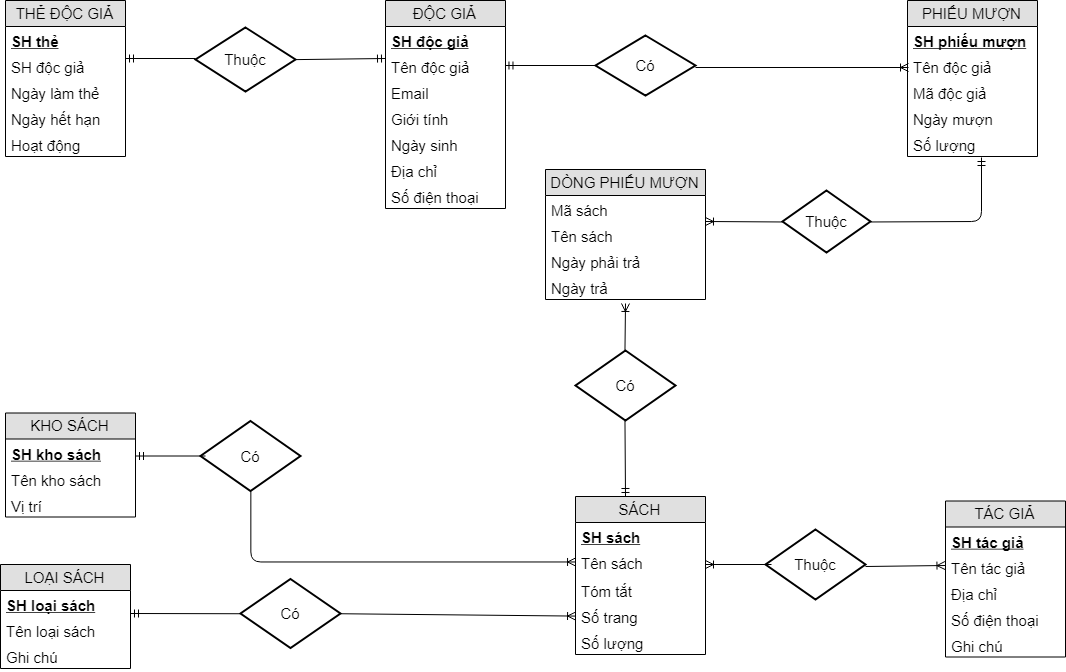 THẺ ĐỘC GIẢ
SH thẻ
SH độc giả
Ngày làm thẻ
Ngày hết hạn
Hoạt động
Thuộc
ĐỘC GIẢ
SH độc giả
Tên độc giả
Email
Giới tính
Ngày sinh
Địa chỉ
Số điện thoại
Có
PHIẾU MƯỢN
SH phiếu mượn
Tên độc giả
Mã độc giả
Ngày mượn
Số lượng
DÒNG PHIẾU MƯỢN
Mã sách
Tên sách
Ngày phải trả
Ngày trả
Thuộc
Có
KHO SÁCH
SH kho sách
Tên kho sách
Vị trí
Có
LOẠI SÁCH
SH loại sách
Tên loại sách
Ghi chú
Có
SÁCH
SH sách
Tên sách
Tóm tắt
Số trang
Số lượng
Thuộc
TÁC GIẢ
SH tác giả
Tên tác giả
Địa chỉ
Số điện thoại
Ghi chú